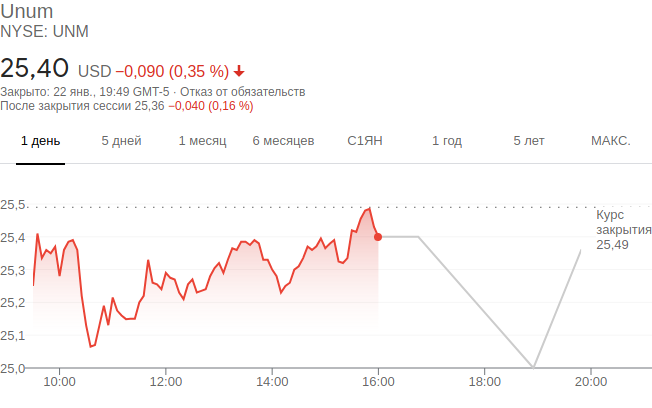 Unum
NYSE: UNM
25,40 USD −0,090 (0,35 %)
Закрыто: 22 янв., 19:49 GMT-5 · Отказ от обязательств
После закрытия сессии 25,36 −0,040 (0,16 %)
1 день 5 дней 1 месяц 6 месяцев С1ЯН 1 год 5 лет МАКС.
25,5
Курс
закрытия
25,49
25,4
25,3
25,2
25,1
25,0
10:00 12:00 14:00 16:00 18:00 20:00